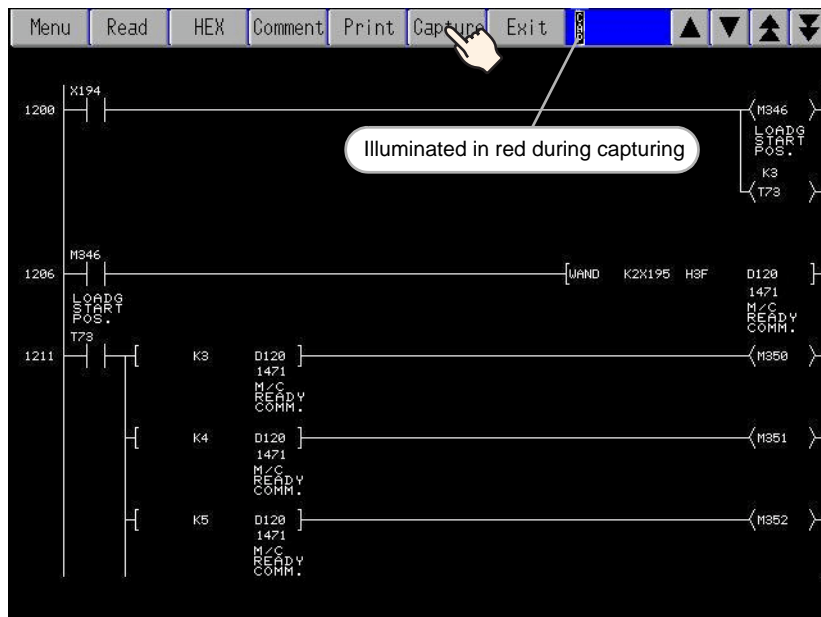 Menu Read HEX Comment Print Capture Exit CAP
X194
1200 M346
LOADG
START
POS.
K3
T73
Illuminated in red during capturing
M346
1206 WAND K2X195 H3F D120
1471
M/C
READY
COMM.
LOADG
START
POS.
T73
1211 K3 D120 M350
1471
M/C
READY
COMM.
K4 D120 M351
1471
M/C
READY
COMM.
K5 D120 M352
1471
M/C
READY
COMM.